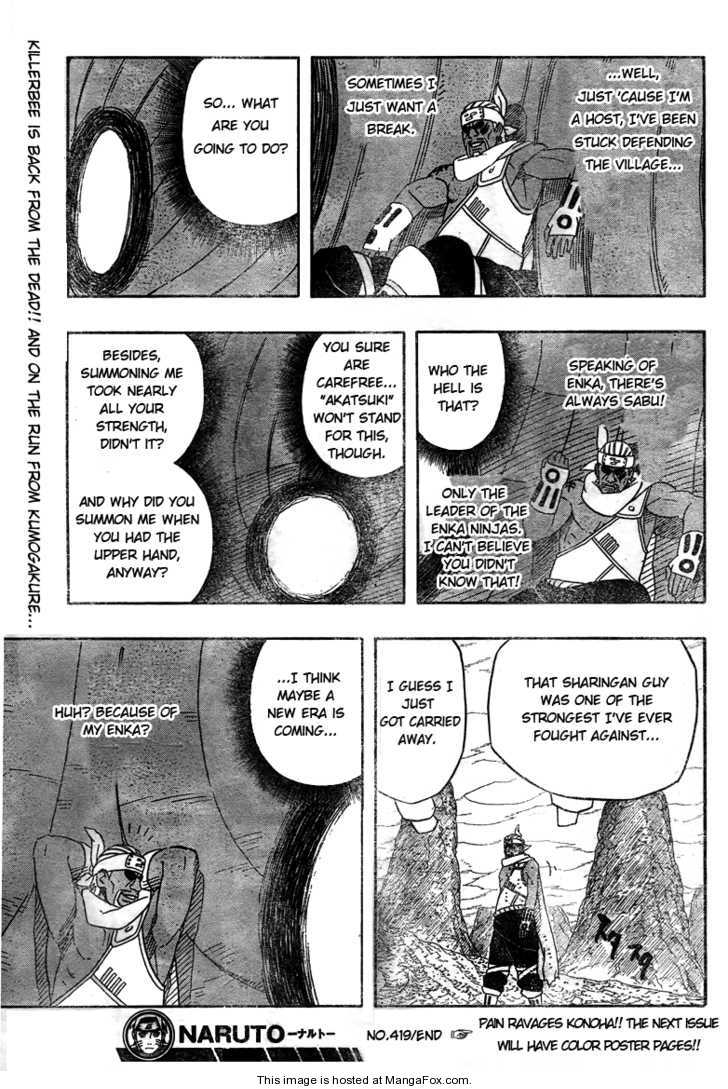 ...WELL,
JUST 'CAUSE I'M
A HOST, I'VE BEEN
STUCK DEFENDING
THE VILLAGE...
SOMETIMES I
JUST WANT A
BREAK.
SO... WHAT
ARE YOU
GOING TO DO?
SPEAKING OF
ENKA, THERE'S
ALWAYS SABU!
WHO THE
HELL IS
THAT?
ONLY THE
LEADER OF THE
ENKA NINJAS.
I CAN'T BELIEVE
YOU DIDN'T
KNOW THAT!
YOU SURE
ARE
CAREFREE...
"AKATSUKI"
WON'T STAND
FOR THIS,
THOUGH.
BESIDES,
SUMMONING ME
TOOK NEARLY
ALL YOUR
STRENGTH,
DIDN'T IT?
AND WHY DID YOU
SUMMON ME WHEN
YOU HAD THE
UPPER HAND,
ANYWAY?
THAT SHARINGAN GUY
WAS ONE OF THE
STRONGEST I'VE EVER
FOUGHT AGAINST...
I GUESS I
JUST
GOT CARRIED
AWAY.
...I THINK
MAYBE A
NEW ERA IS
COMING...
HUH? BECAUSE OF
MY ENKA?
KILLERBEE IS BACK FROM THE DEAD!! AND ON THE RUN FROM KUMOGAKURE...
NARUTO ーナルトー
NO.419/END ☞ PAIN RAVAGES KONOHA!! THE NEXT ISSUE
WILL HAVE COLOR POSTER PAGES!!
This image is hosted at MangaFox.com